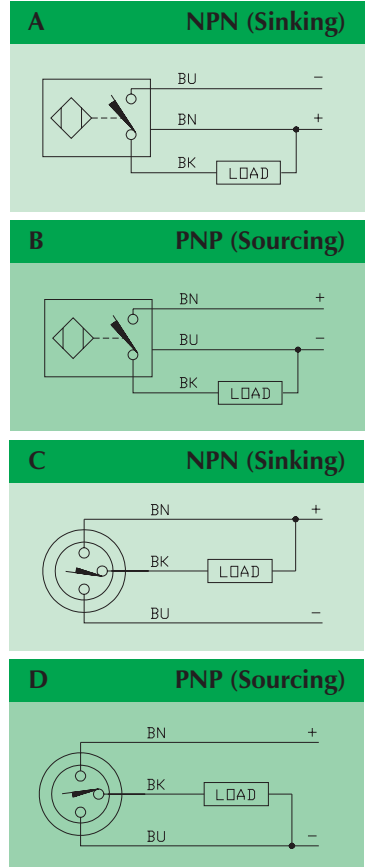 A NPN (Sinking)
BU −
BN +
BK LOAD
B PNP (Sourcing)
BN +
BU −
BK LOAD
C NPN (Sinking)
BN +
BK LOAD
BU −
D PNP (Sourcing)
BN +
BK LOAD
BU −